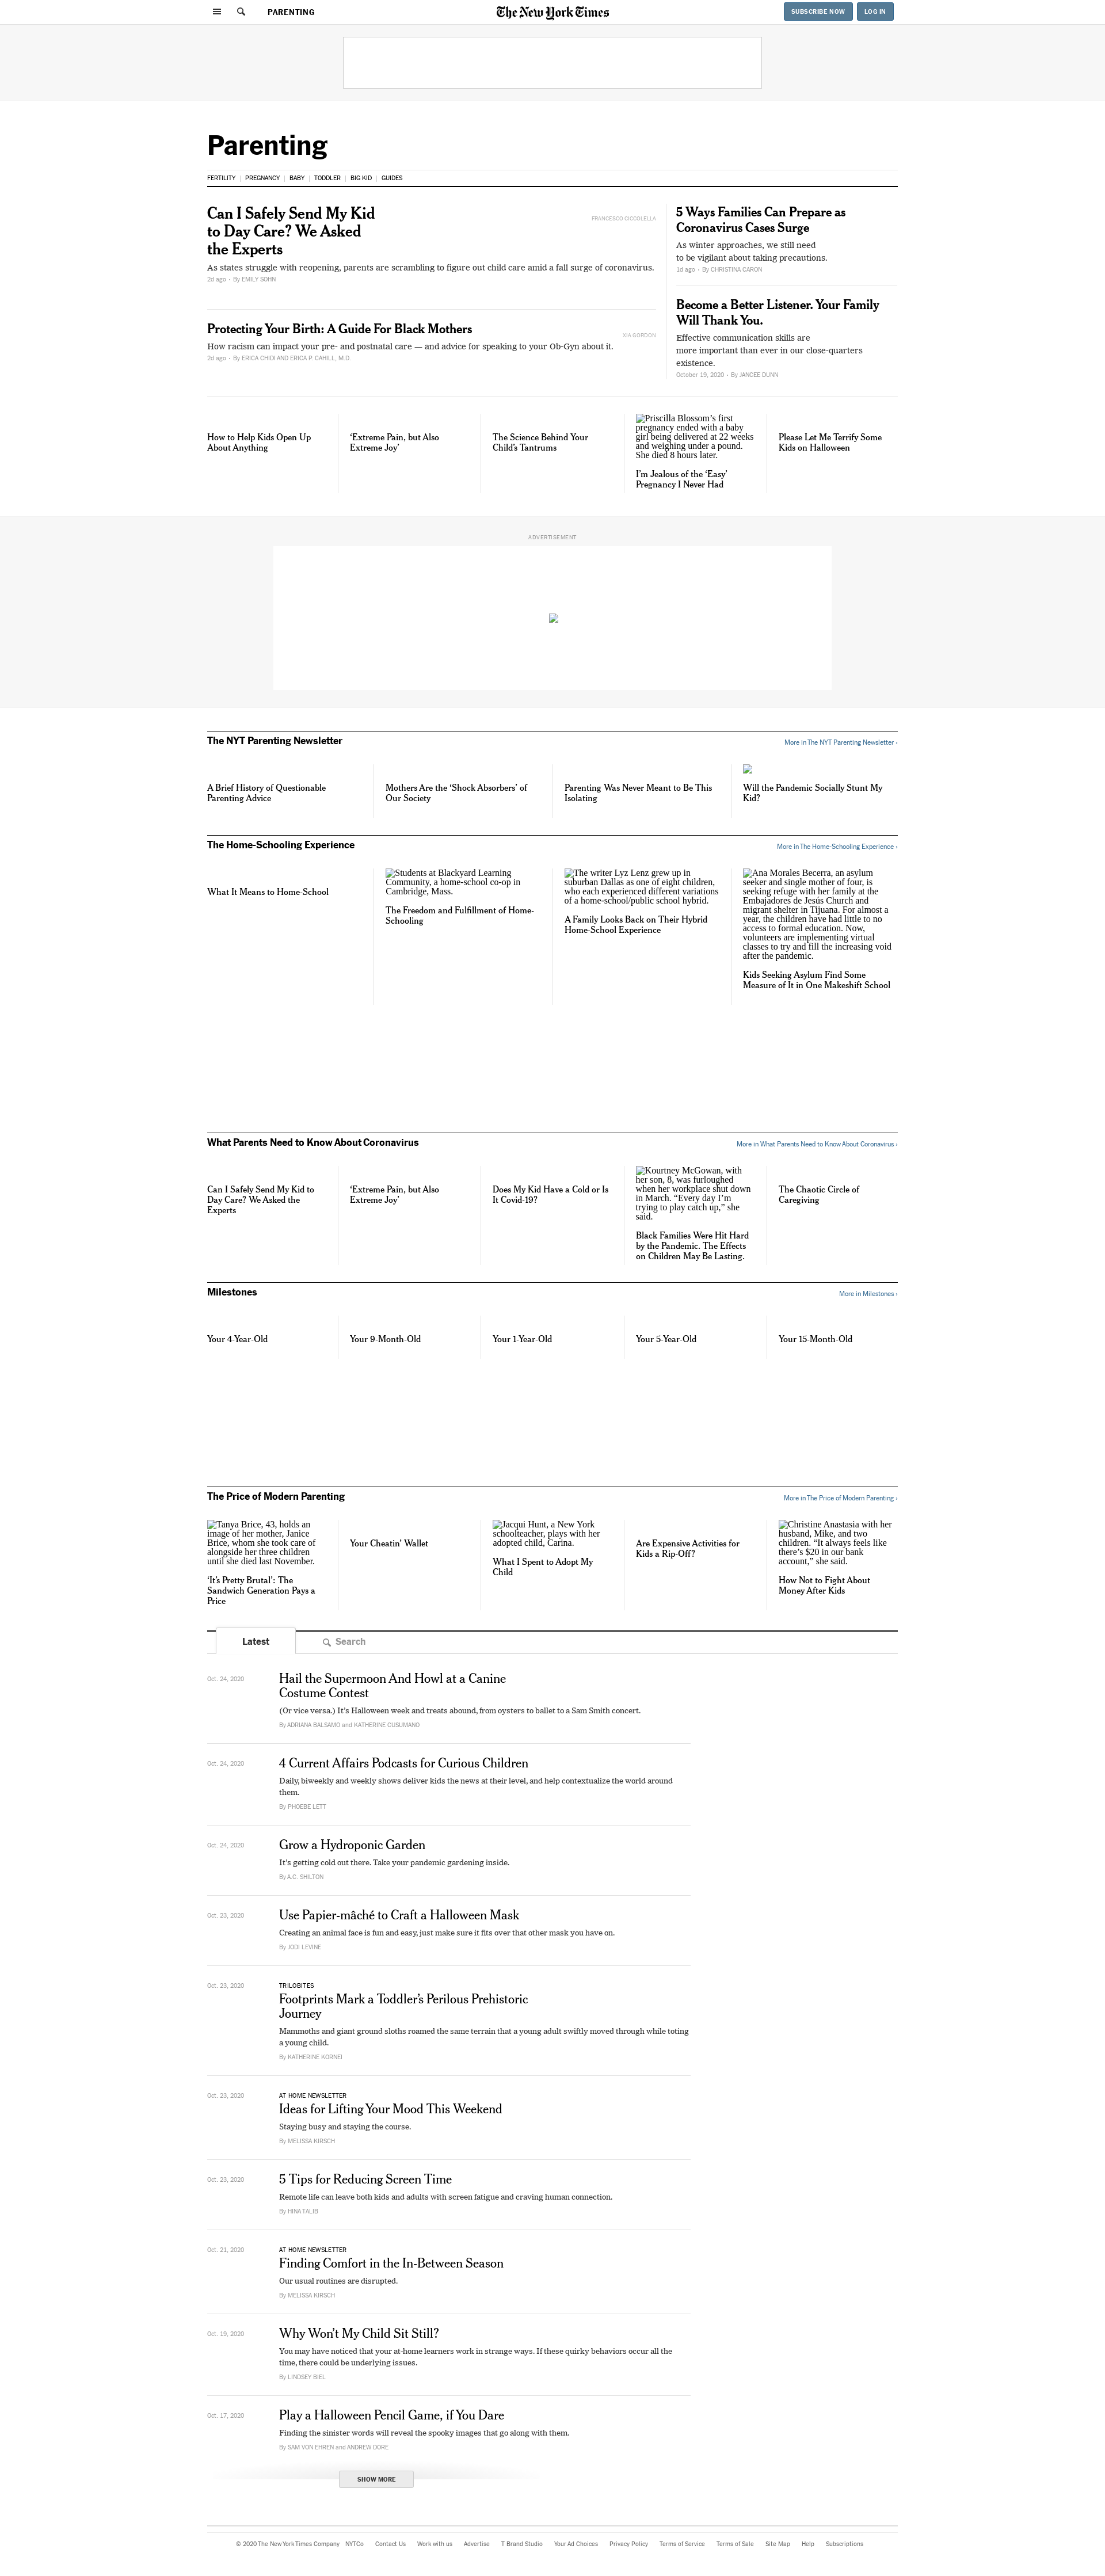 PARENTING
The New York Times
SUBSCRIBE NOW
LOG IN
Parenting
FERTILITY
PREGNANCY
BABY
TODDLER
BIG KID
GUIDES
Can I Safely Send My Kid
to Day Care? We Asked
the Experts
FRANCESCO CICCOLELLA
As states struggle with reopening, parents are scrambling to figure out child care amid a fall surge of coronavirus.
2d ago • By EMILY SOHN
Protecting Your Birth: A Guide For Black Mothers
XIA GORDON
How racism can impact your pre- and postnatal care — and advice for speaking to your Ob-Gyn about it.
2d ago • By ERICA CHIDI AND ERICA P. CAHILL, M.D.
5 Ways Families Can Prepare as
Coronavirus Cases Surge
As winter approaches, we still need
to be vigilant about taking precautions.
1d ago • By CHRISTINA CARON
Become a Better Listener. Your Family
Will Thank You.
Effective communication skills are
more important than ever in our close-quarters
existence.
October 19, 2020 • By JANCEE DUNN
How to Help Kids Open Up
About Anything
‘Extreme Pain, but Also
Extreme Joy’
The Science Behind Your
Child’s Tantrums
Priscilla Blossom’s first
pregnancy ended with a baby
girl being delivered at 22 weeks
and weighing under a pound.
She died 8 hours later.
I’m Jealous of the ‘Easy’
Pregnancy I Never Had
Please Let Me Terrify Some
Kids on Halloween
ADVERTISEMENT
The NYT Parenting Newsletter
More in The NYT Parenting Newsletter ›
A Brief History of Questionable
Parenting Advice
Mothers Are the ‘Shock Absorbers’ of
Our Society
Parenting Was Never Meant to Be This
Isolating
Will the Pandemic Socially Stunt My
Kid?
The Home-Schooling Experience
More in The Home-Schooling Experience ›
What It Means to Home-School
Students at Blackyard Learning
Community, a home-school co-op in
Cambridge, Mass.
The Freedom and Fulfillment of Home-
Schooling
The writer Lyz Lenz grew up in
suburban Dallas as one of eight children,
who each experienced different variations
of a home-school/public school hybrid.
A Family Looks Back on Their Hybrid
Home-School Experience
Ana Morales Becerra, an asylum
seeker and single mother of four, is
seeking refuge with her family at the
Embajadores de Jesús Church and
migrant shelter in Tijuana. For almost a
year, the children have had little to no
access to formal education. Now,
volunteers are implementing virtual
classes to try and fill the increasing void
after the pandemic.
Kids Seeking Asylum Find Some
Measure of It in One Makeshift School
What Parents Need to Know About Coronavirus
More in What Parents Need to Know About Coronavirus ›
Can I Safely Send My Kid to
Day Care? We Asked the
Experts
‘Extreme Pain, but Also
Extreme Joy’
Does My Kid Have a Cold or Is
It Covid-19?
Kourtney McGowan, with
her son, 8, was furloughed
when her workplace shut down
in March. “Every day I’m
trying to play catch up,” she
said.
Black Families Were Hit Hard
by the Pandemic. The Effects
on Children May Be Lasting.
The Chaotic Circle of
Caregiving
Milestones
More in Milestones ›
Your 4-Year-Old
Your 9-Month-Old
Your 1-Year-Old
Your 5-Year-Old
Your 15-Month-Old
The Price of Modern Parenting
More in The Price of Modern Parenting ›
Tanya Brice, 43, holds an
image of her mother, Janice
Brice, whom she took care of
alongside her three children
until she died last November.
‘It’s Pretty Brutal’: The
Sandwich Generation Pays a
Price
Your Cheatin’ Wallet
Jacqui Hunt, a New York
schoolteacher, plays with her
adopted child, Carina.
What I Spent to Adopt My
Child
Are Expensive Activities for
Kids a Rip-Off?
Christine Anastasia with her
husband, Mike, and two
children. “It always feels like
there’s $20 in our bank
account,” she said.
How Not to Fight About
Money After Kids
Latest
Search
Oct. 24, 2020
Hail the Supermoon And Howl at a Canine
Costume Contest
(Or vice versa.) It’s Halloween week and treats abound, from oysters to ballet to a Sam Smith concert.
By ADRIANA BALSAMO and KATHERINE CUSUMANO
Oct. 24, 2020
4 Current Affairs Podcasts for Curious Children
Daily, biweekly and weekly shows deliver kids the news at their level, and help contextualize the world around
them.
By PHOEBE LETT
Oct. 24, 2020
Grow a Hydroponic Garden
It’s getting cold out there. Take your pandemic gardening inside.
By A.C. SHILTON
Oct. 23, 2020
Use Papier-mâché to Craft a Halloween Mask
Creating an animal face is fun and easy, just make sure it fits over that other mask you have on.
By JODI LEVINE
Oct. 23, 2020
TRILOBITES
Footprints Mark a Toddler’s Perilous Prehistoric
Journey
Mammoths and giant ground sloths roamed the same terrain that a young adult swiftly moved through while toting
a young child.
By KATHERINE KORNEI
Oct. 23, 2020
AT HOME NEWSLETTER
Ideas for Lifting Your Mood This Weekend
Staying busy and staying the course.
By MELISSA KIRSCH
Oct. 23, 2020
5 Tips for Reducing Screen Time
Remote life can leave both kids and adults with screen fatigue and craving human connection.
By HINA TALIB
Oct. 21, 2020
AT HOME NEWSLETTER
Finding Comfort in the In-Between Season
Our usual routines are disrupted.
By MELISSA KIRSCH
Oct. 19, 2020
Why Won’t My Child Sit Still?
You may have noticed that your at-home learners work in strange ways. If these quirky behaviors occur all the
time, there could be underlying issues.
By LINDSEY BIEL
Oct. 17, 2020
Play a Halloween Pencil Game, if You Dare
Finding the sinister words will reveal the spooky images that go along with them.
By SAM VON EHREN and ANDREW DORE
SHOW MORE
© 2020 The New York Times Company NYTCo Contact Us Work with us Advertise T Brand Studio Your Ad Choices Privacy Policy Terms of Service Terms of Sale Site Map Help Subscriptions